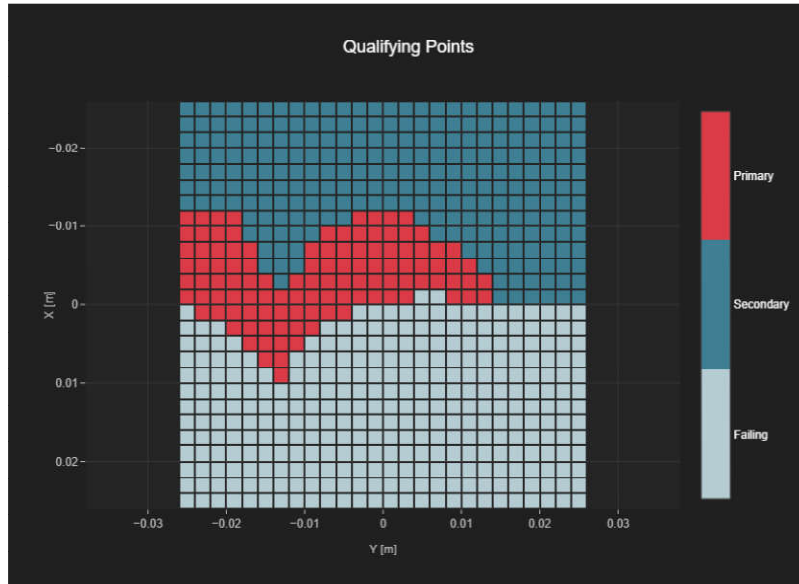 Qualifying Points
−0.02
−0.01
0
0.01
0.02
X [m]
−0.03
−0.02
−0.01
0
0.01
0.02
0.03
Y [m]
Primary
Secondary
Failing